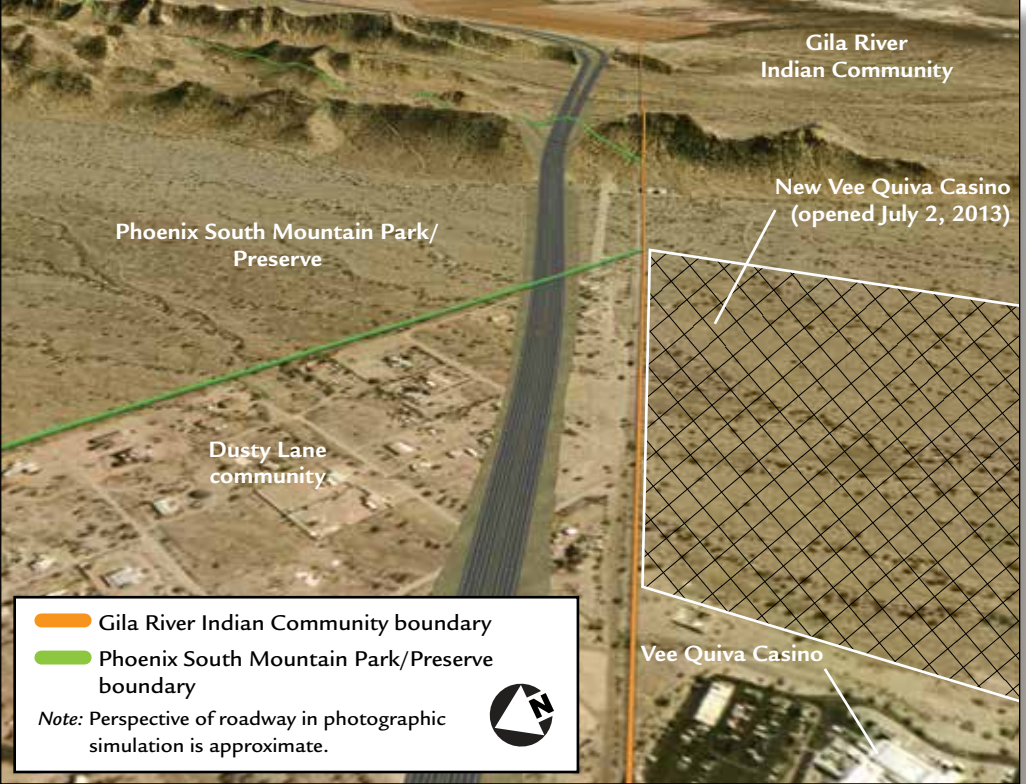 Gila River
Indian Community
New Vee Quiva Casino
(opened July 2, 2013)
Phoenix South Mountain Park/
Preserve
Dusty Lane
community
Vee Quiva Casino
Gila River Indian Community boundary
Phoenix South Mountain Park/Preserve
boundary
Note: Perspective of roadway in photographic
simulation is approximate.
N